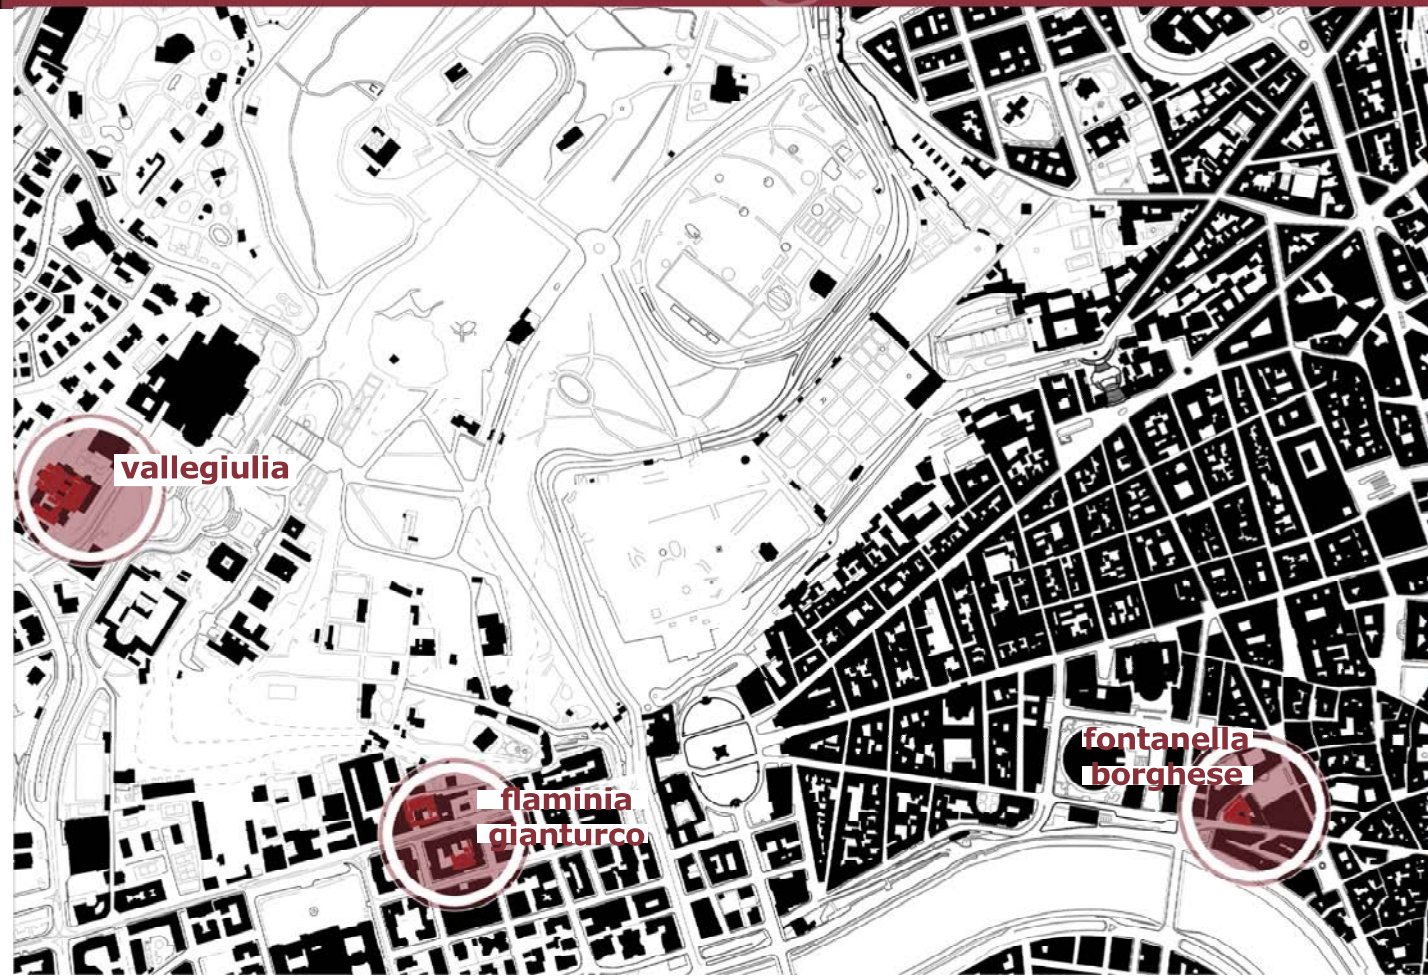 vallegiulia
flaminia
gianturco
fontanella
borghese